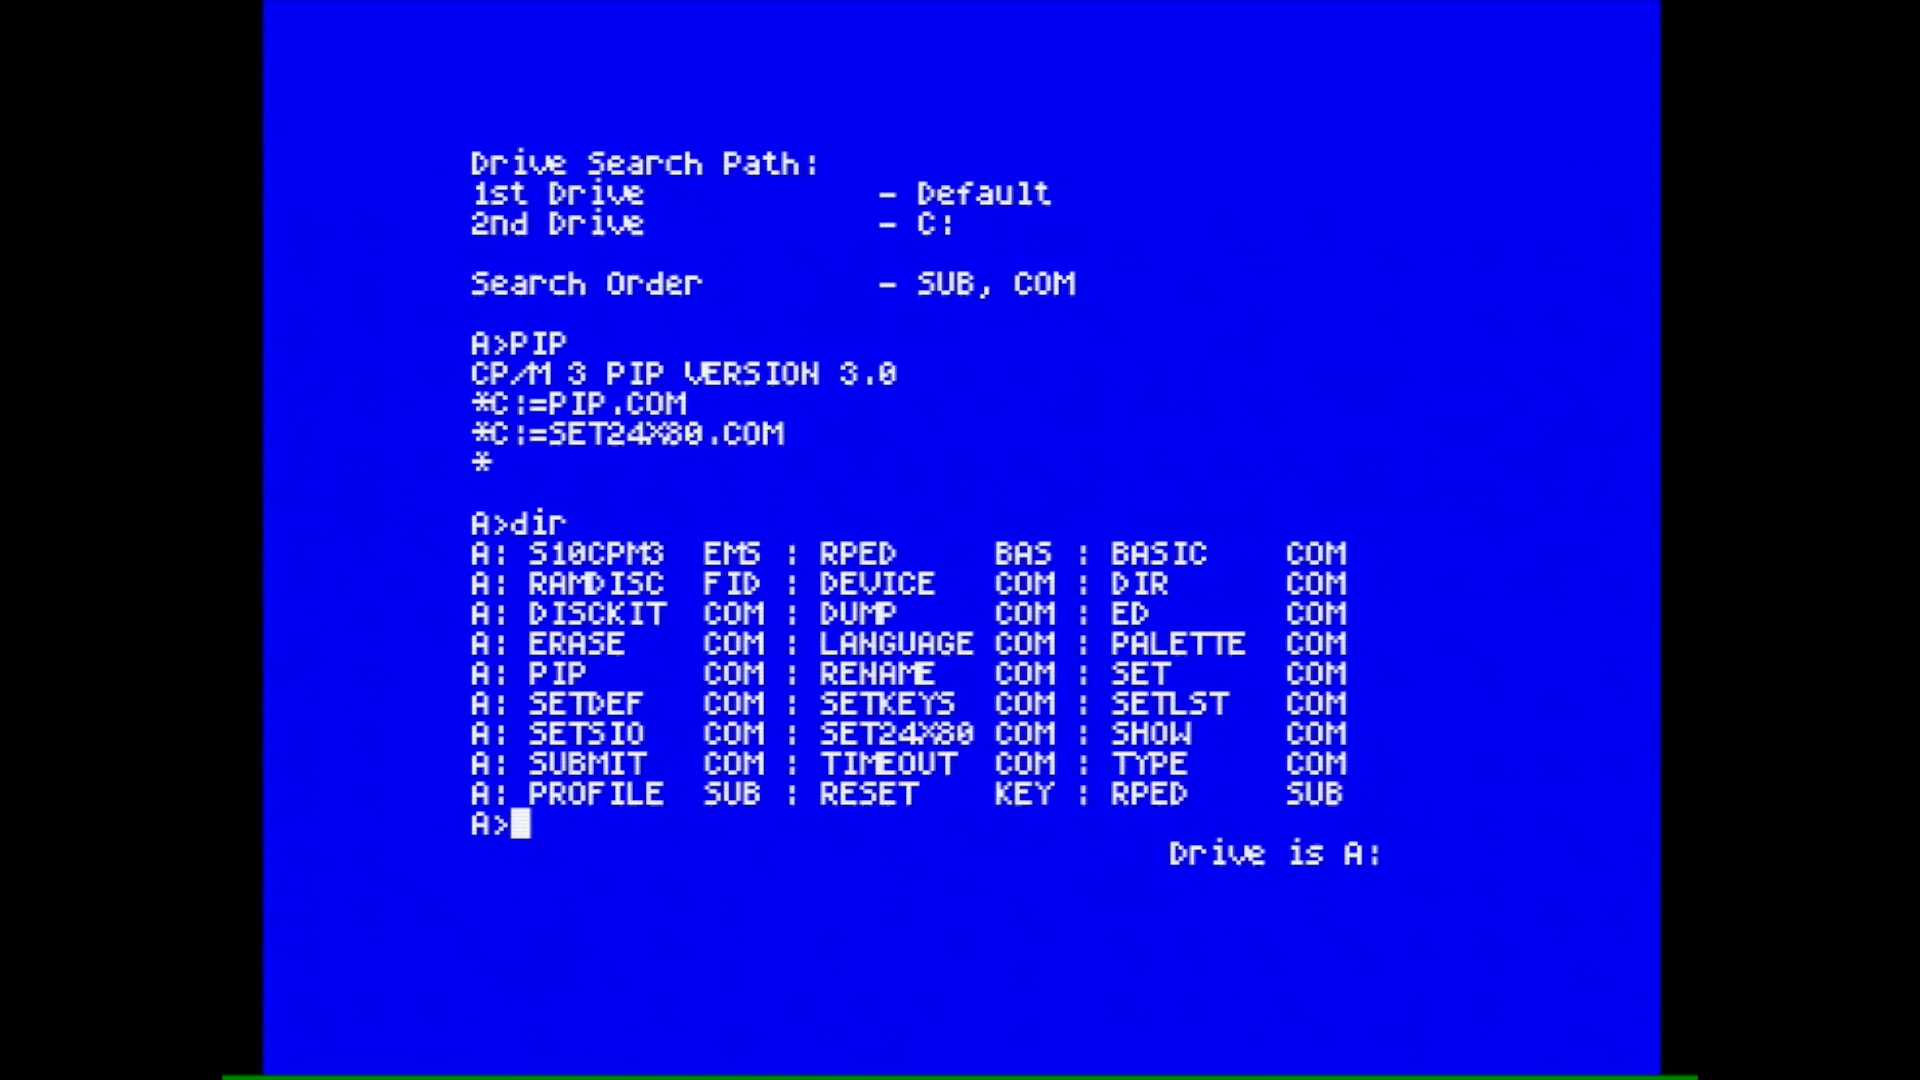 Drive Search Path:
1st Drive - Default
2nd Drive - C:
Search Order - SUB, COM
A>PIP
CP/M 3 PIP VERSION 3.0
*C:=PIP.COM
*C:=SET24X80.COM
*
A>dir
A: S10CPM3 EMS : RPED BAS : BASIC COM
A: RAMDISC FID : DEVICE COM : DIR COM
A: DISCKIT COM : DUMP COM : ED COM
A: ERASE COM : LANGUAGE COM : PALETTE COM
A: PIP COM : RENAME COM : SET COM
A: SETDEF COM : SETKEYS COM : SETLST COM
A: SETSIO COM : SET24X80 COM : SHOW COM
A: SUBMIT COM : TIMEOUT COM : TYPE COM
A: PROFILE SUB : RESET KEY : RPED SUB
A>
Drive is A: